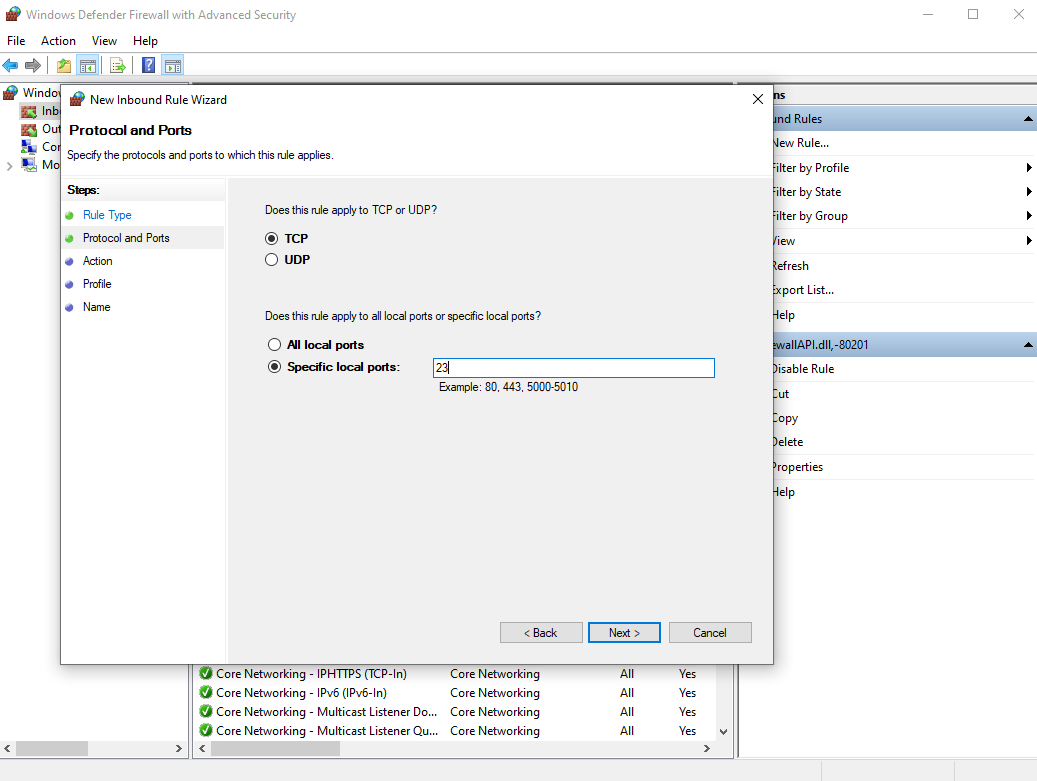 Windows Defender Firewall with Advanced Security
File Action View Help
Windo
Inbo
Out
Cor
Mo
New Inbound Rule Wizard
Protocol and Ports
Specify the protocols and ports to which this rule applies.
Steps:
Rule Type
Protocol and Ports
Action
Profile
Name
Does this rule apply to TCP or UDP?
TCP
UDP
Does this rule apply to all local ports or specific local ports?
All local ports
Specific local ports: 23
Example: 80, 443, 5000-5010
< Back Next > Cancel
Core Networking - IPHTTPS (TCP-In) Core Networking All Yes
Core Networking - IPv6 (IPv6-In) Core Networking All Yes
Core Networking - Multicast Listener Do... Core Networking All Yes
Core Networking - Multicast Listener Qu... Core Networking All Yes
ns
und Rules
New Rule...
Filter by Profile
Filter by State
Filter by Group
View
Refresh
Export List...
Help
ewallAPI.dll,-80201
Disable Rule
Cut
Copy
Delete
Properties
Help